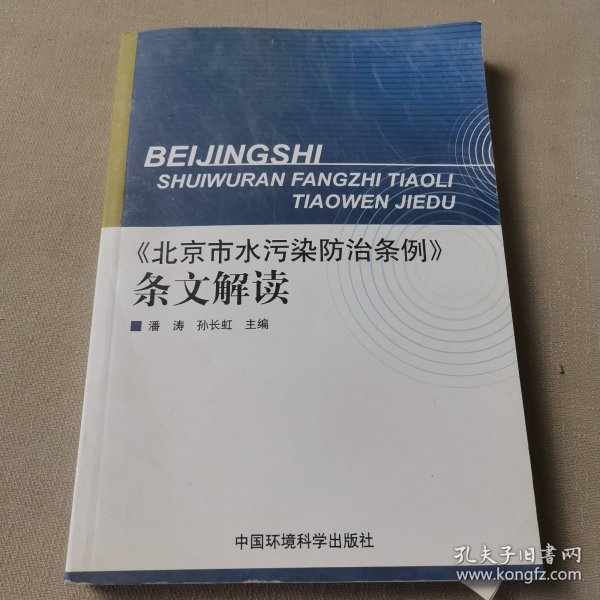 BEIJINGSHI
SHUIWURAN FANGZHI TIAOLI
TIAOWEN JIEDU
《北京市水污染防治条例》
条文解读
潘 涛 孙长虹 主编
中国环境科学出版社
孔夫子旧书网
www.kongfz.com